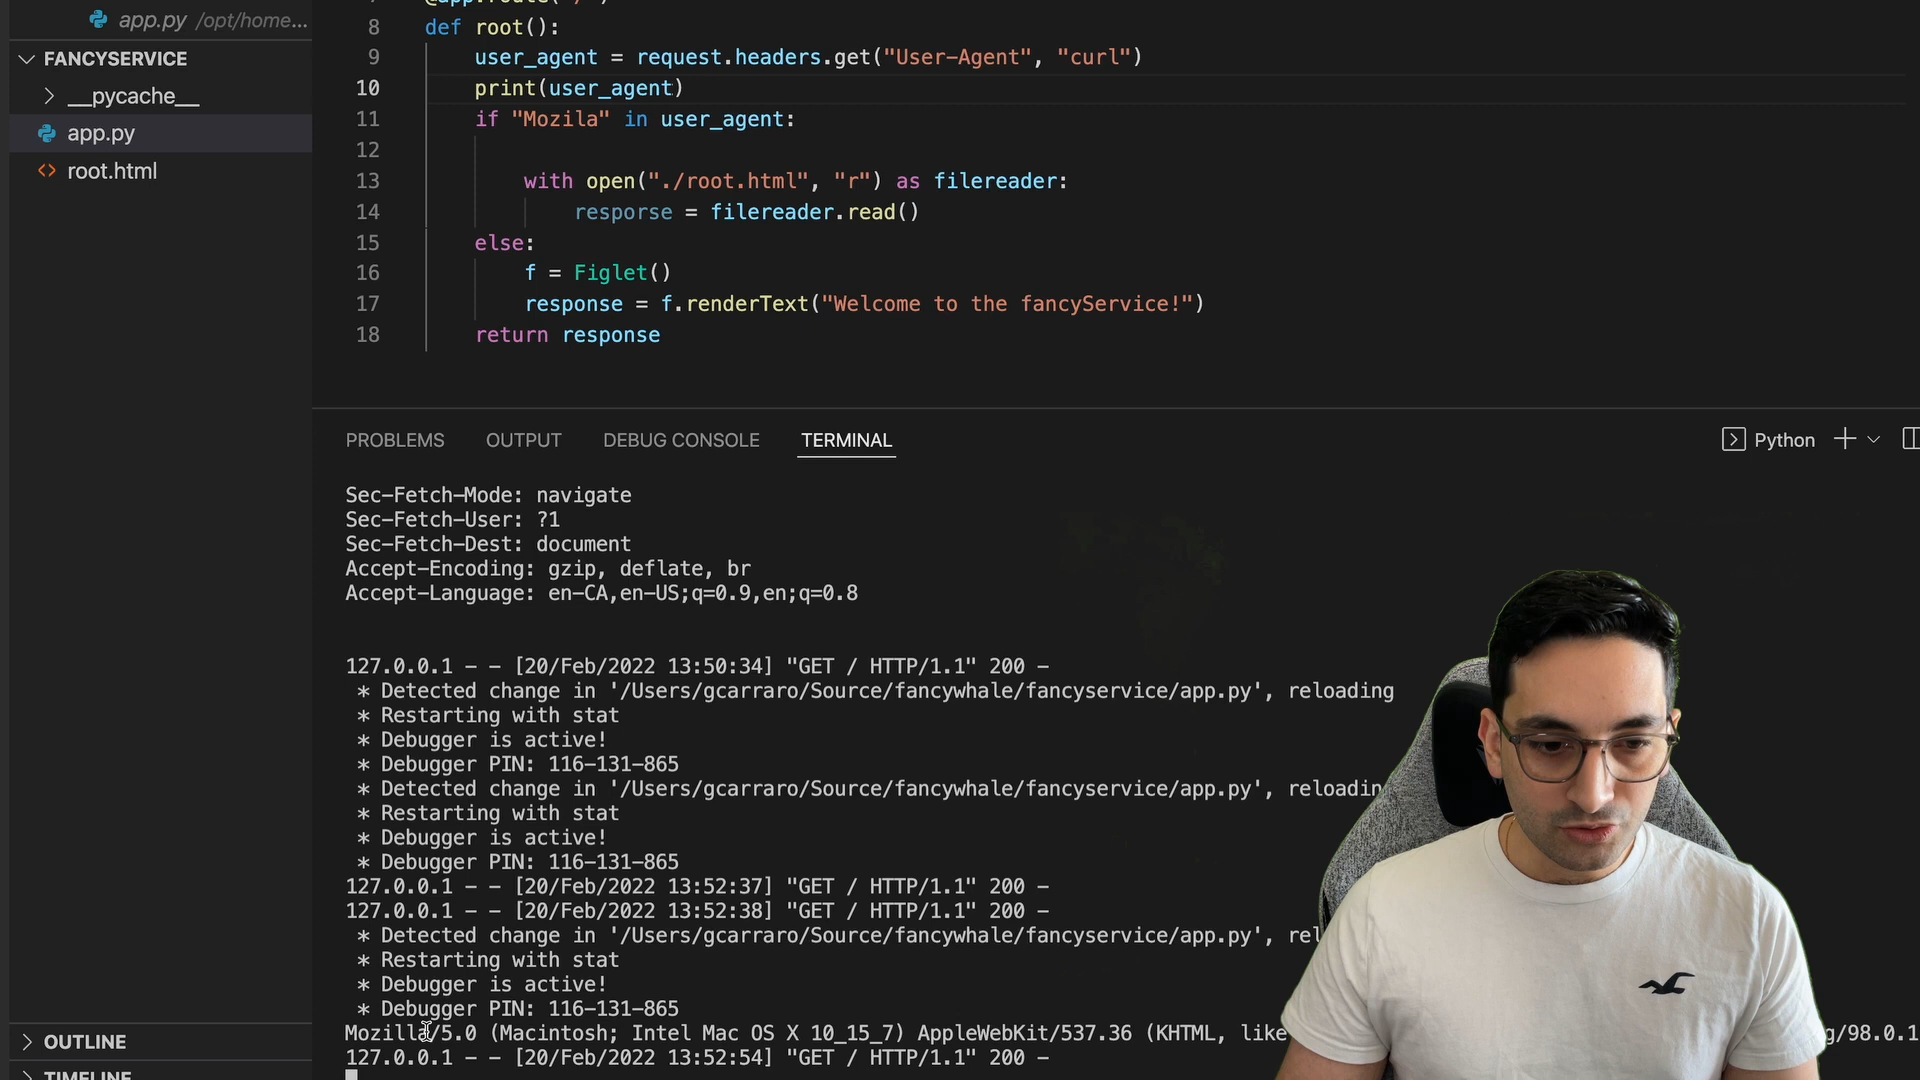 app.py /opt/home...
FANCYSERVICE
__pycache__
app.py
root.html
OUTLINE
TIMELINE
8 def root():
9 user_agent = request.headers.get("User-Agent", "curl")
10 print(user_agent)
11 if "Mozila" in user_agent:
12
13 with open("./root.html", "r") as filereader:
14 resporse = filereader.read()
15 else:
16 f = Figlet()
17 response = f.renderText("Welcome to the fancyService!")
18 return response
PROBLEMS OUTPUT DEBUG CONSOLE TERMINAL Python
Sec-Fetch-Mode: navigate
Sec-Fetch-User: ?1
Sec-Fetch-Dest: document
Accept-Encoding: gzip, deflate, br
Accept-Language: en-CA,en-US;q=0.9,en;q=0.8
127.0.0.1 - - [20/Feb/2022 13:50:34] "GET / HTTP/1.1" 200 -
* Detected change in '/Users/gcarraro/Source/fancywhale/fancyservice/app.py', reloading
* Restarting with stat
* Debugger is active!
* Debugger PIN: 116-131-865
* Detected change in '/Users/gcarraro/Source/fancywhale/fancyservice/app.py', reloadin
* Restarting with stat
* Debugger is active!
* Debugger PIN: 116-131-865
127.0.0.1 - - [20/Feb/2022 13:52:37] "GET / HTTP/1.1" 200 -
127.0.0.1 - - [20/Feb/2022 13:52:38] "GET / HTTP/1.1" 200 -
* Detected change in '/Users/gcarraro/Source/fancywhale/fancyservice/app.py', rel
* Restarting with stat
* Debugger is active!
* Debugger PIN: 116-131-865
Mozilla/5.0 (Macintosh; Intel Mac OS X 10_15_7) AppleWebKit/537.36 (KHTML, like g/98.0.1
127.0.0.1 - - [20/Feb/2022 13:52:54] "GET / HTTP/1.1" 200 -